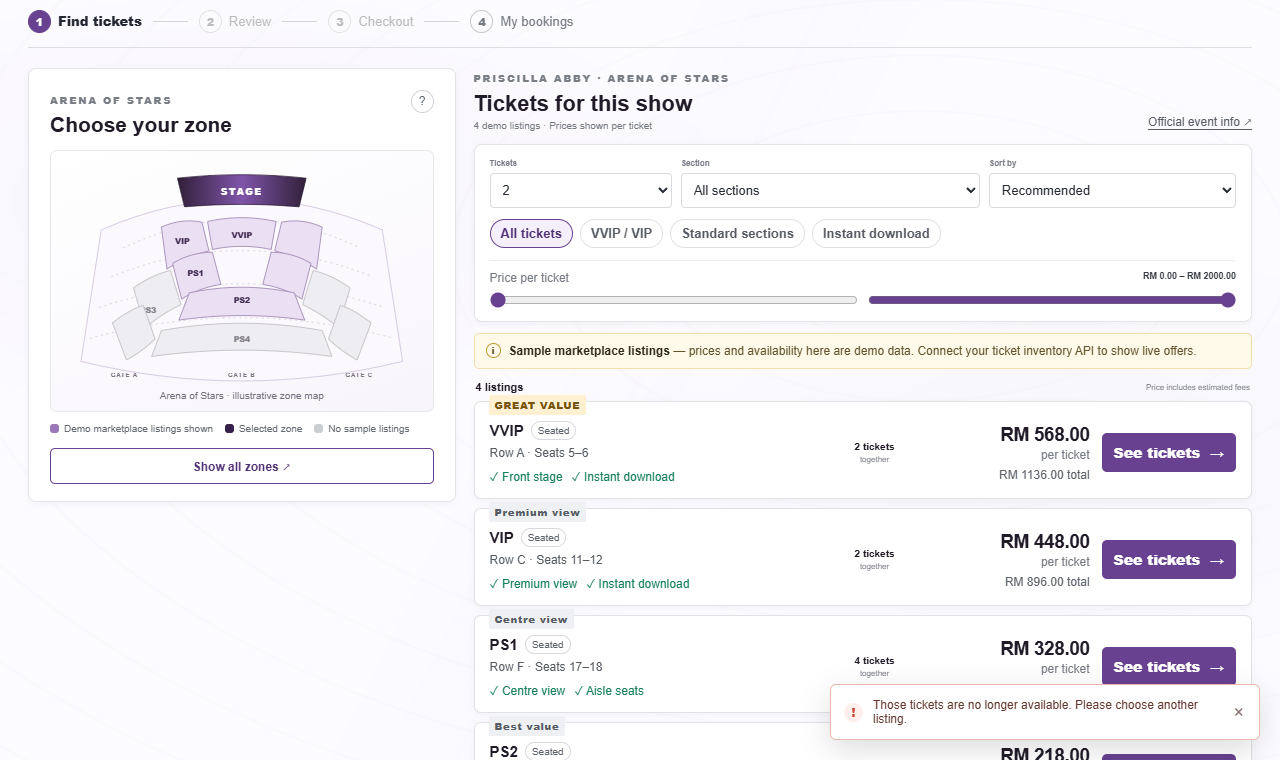 1 Find tickets
2 Review
3 Checkout
4 My bookings
ARENA OF STARS
?
Choose your zone
STAGE
VIP
VVIP
PS1
PS2
S3
PS4
GATE A
GATE B
GATE C
Arena of Stars · illustrative zone map
Demo marketplace listings shown
Selected zone
No sample listings
Show all zones ↗
PRISCILLA ABBY · ARENA OF STARS
Tickets for this show
4 demo listings · Prices shown per ticket
Official event info ↗
Tickets
Section
Sort by
2
All sections
Recommended
All tickets
VVIP / VIP
Standard sections
Instant download
Price per ticket
RM 0.00 – RM 2000.00
Sample marketplace listings — prices and availability here are demo data. Connect your ticket inventory API to show live offers.
4 listings
Price includes estimated fees
GREAT VALUE
VVIP Seated
Row A · Seats 5–6
✓ Front stage ✓ Instant download
2 tickets
together
RM 568.00
per ticket
RM 1136.00 total
See tickets →
Premium view
VIP Seated
Row C · Seats 11–12
✓ Premium view ✓ Instant download
2 tickets
together
RM 448.00
per ticket
RM 896.00 total
See tickets →
Centre view
PS1 Seated
Row F · Seats 17–18
✓ Centre view ✓ Aisle seats
4 tickets
together
RM 328.00
per ticket
See tickets →
Best value
PS2 Seated
RM 218.00
! Those tickets are no longer available. Please choose another
listing.
×